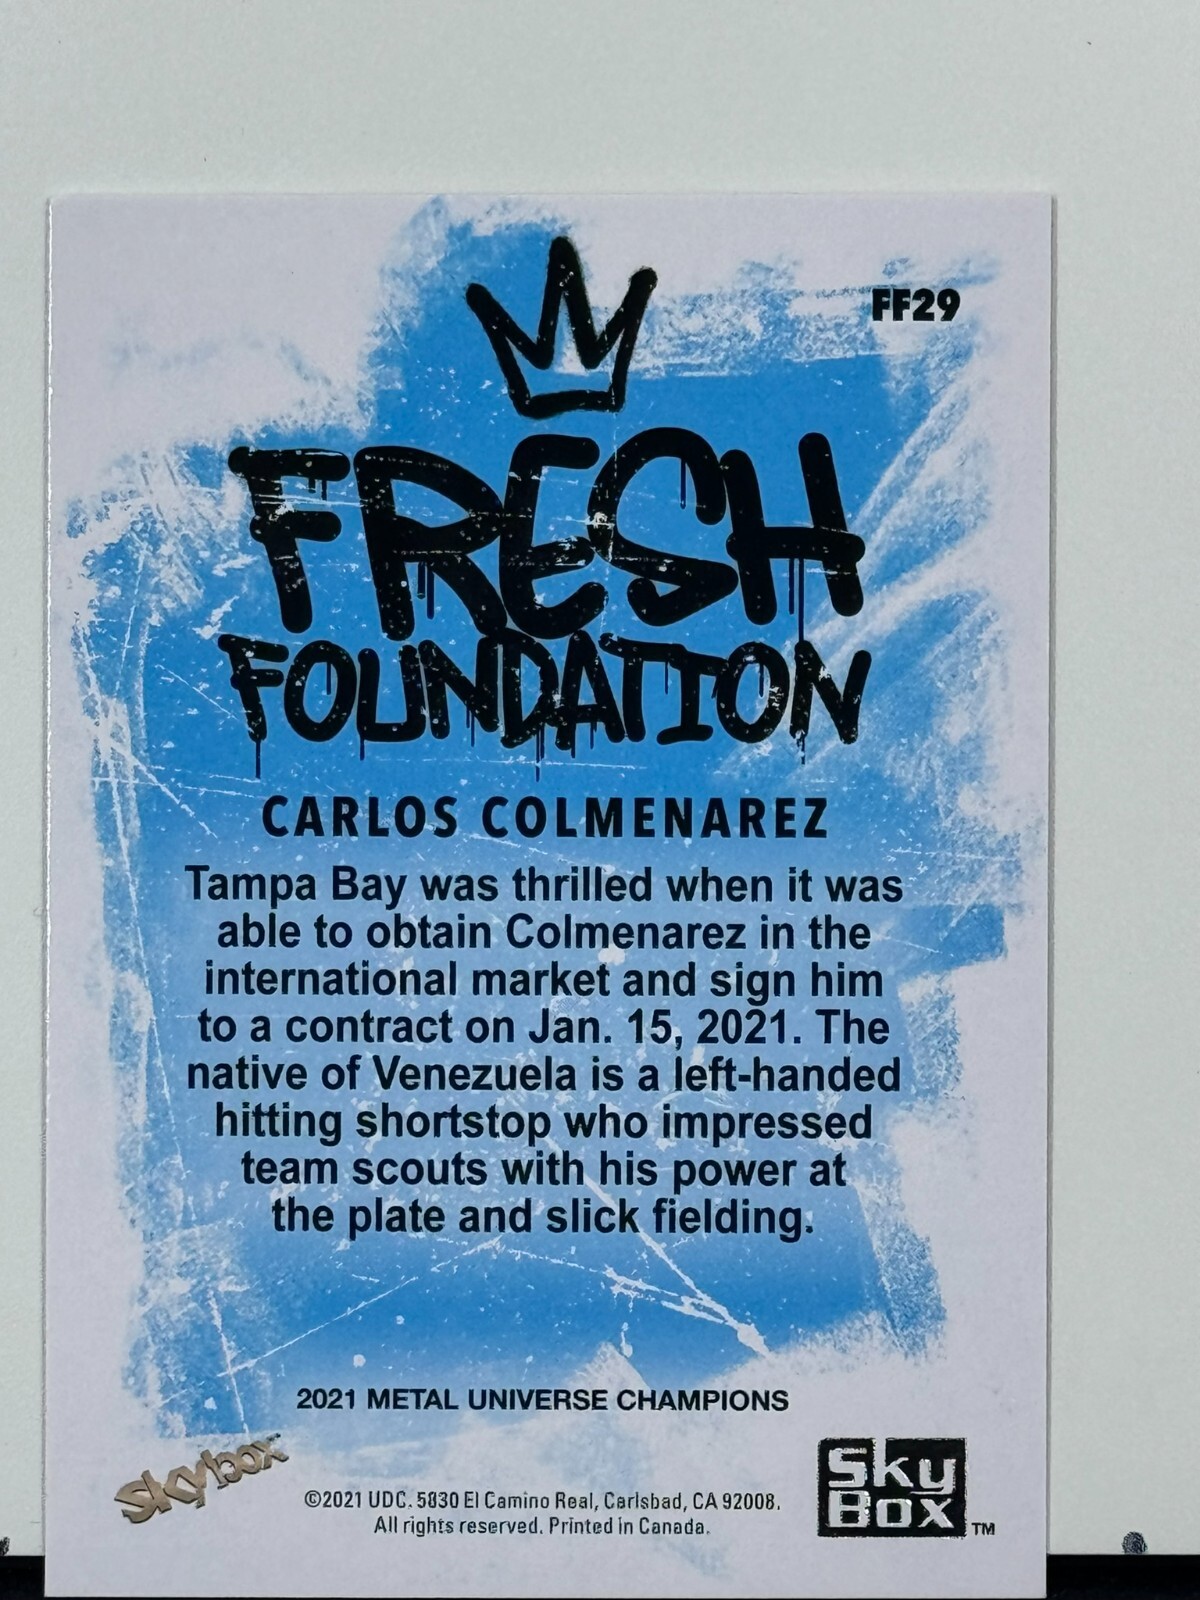 FF29
FRESH
FOUNDATION
CARLOS COLMENAREZ
Tampa Bay was thrilled when it was
able to obtain Colmenarez in the
international market and sign him
to a contract on Jan. 15, 2021. The
native of Venezuela is a left-handed
hitting shortstop who impressed
team scouts with his power at
the plate and slick fielding.
2021 METAL UNIVERSE CHAMPIONS
Skybox
©2021 UDC. 5830 El Camino Real, Carlsbad, CA 92008.
All rights reserved. Printed in Canada.
Sky
Box TM